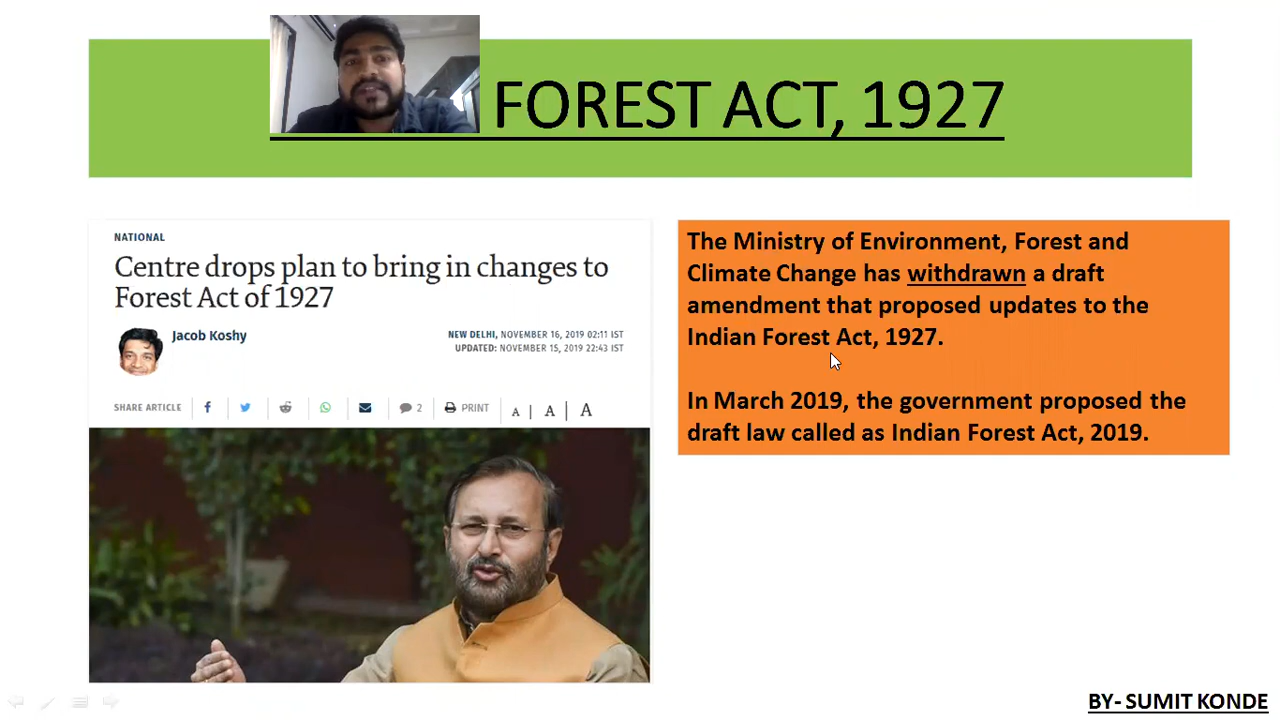 FOREST ACT, 1927
NATIONAL
Centre drops plan to bring in changes to
Forest Act of 1927
Jacob Koshy
NEW DELHI, NOVEMBER 16, 2019 02:11 IST
UPDATED: NOVEMBER 15, 2019 22:43 IST
SHARE ARTICLE 2 PRINT A A A
The Ministry of Environment, Forest and
Climate Change has withdrawn a draft
amendment that proposed updates to the
Indian Forest Act, 1927.
In March 2019, the government proposed the
draft law called as Indian Forest Act, 2019.
BY- SUMIT KONDE